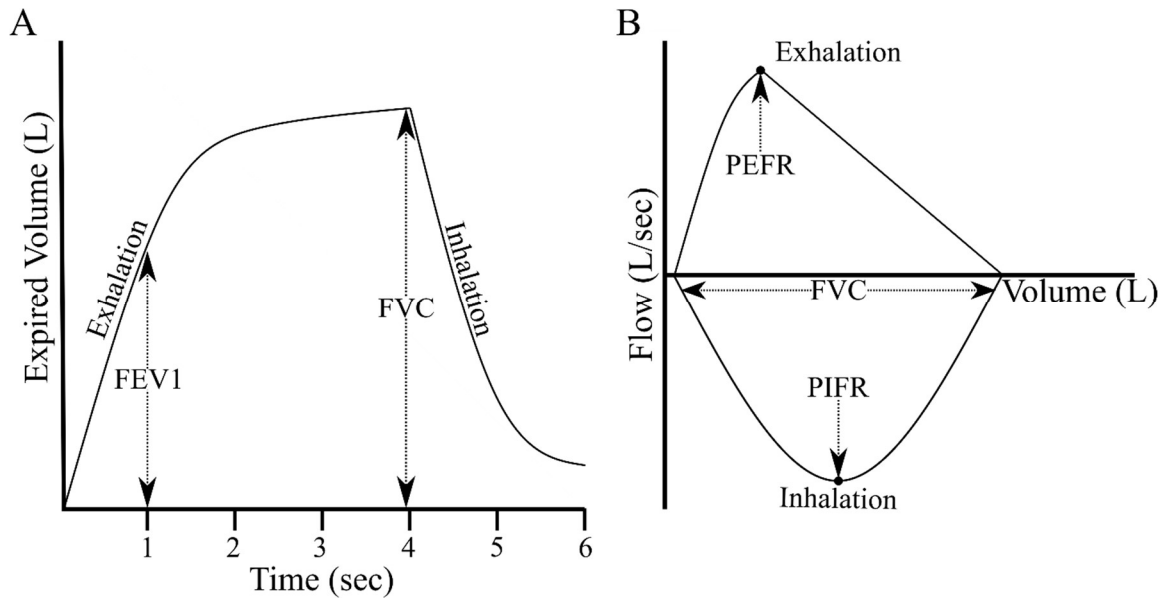 A
Expired Volume (L)
Exhalation
FEV1
FVC
Inhalation
1 2 3 4 5 6
Time (sec)
B
Flow (L/sec)
Exhalation
PEFR
FVC
Volume (L)
PIFR
Inhalation